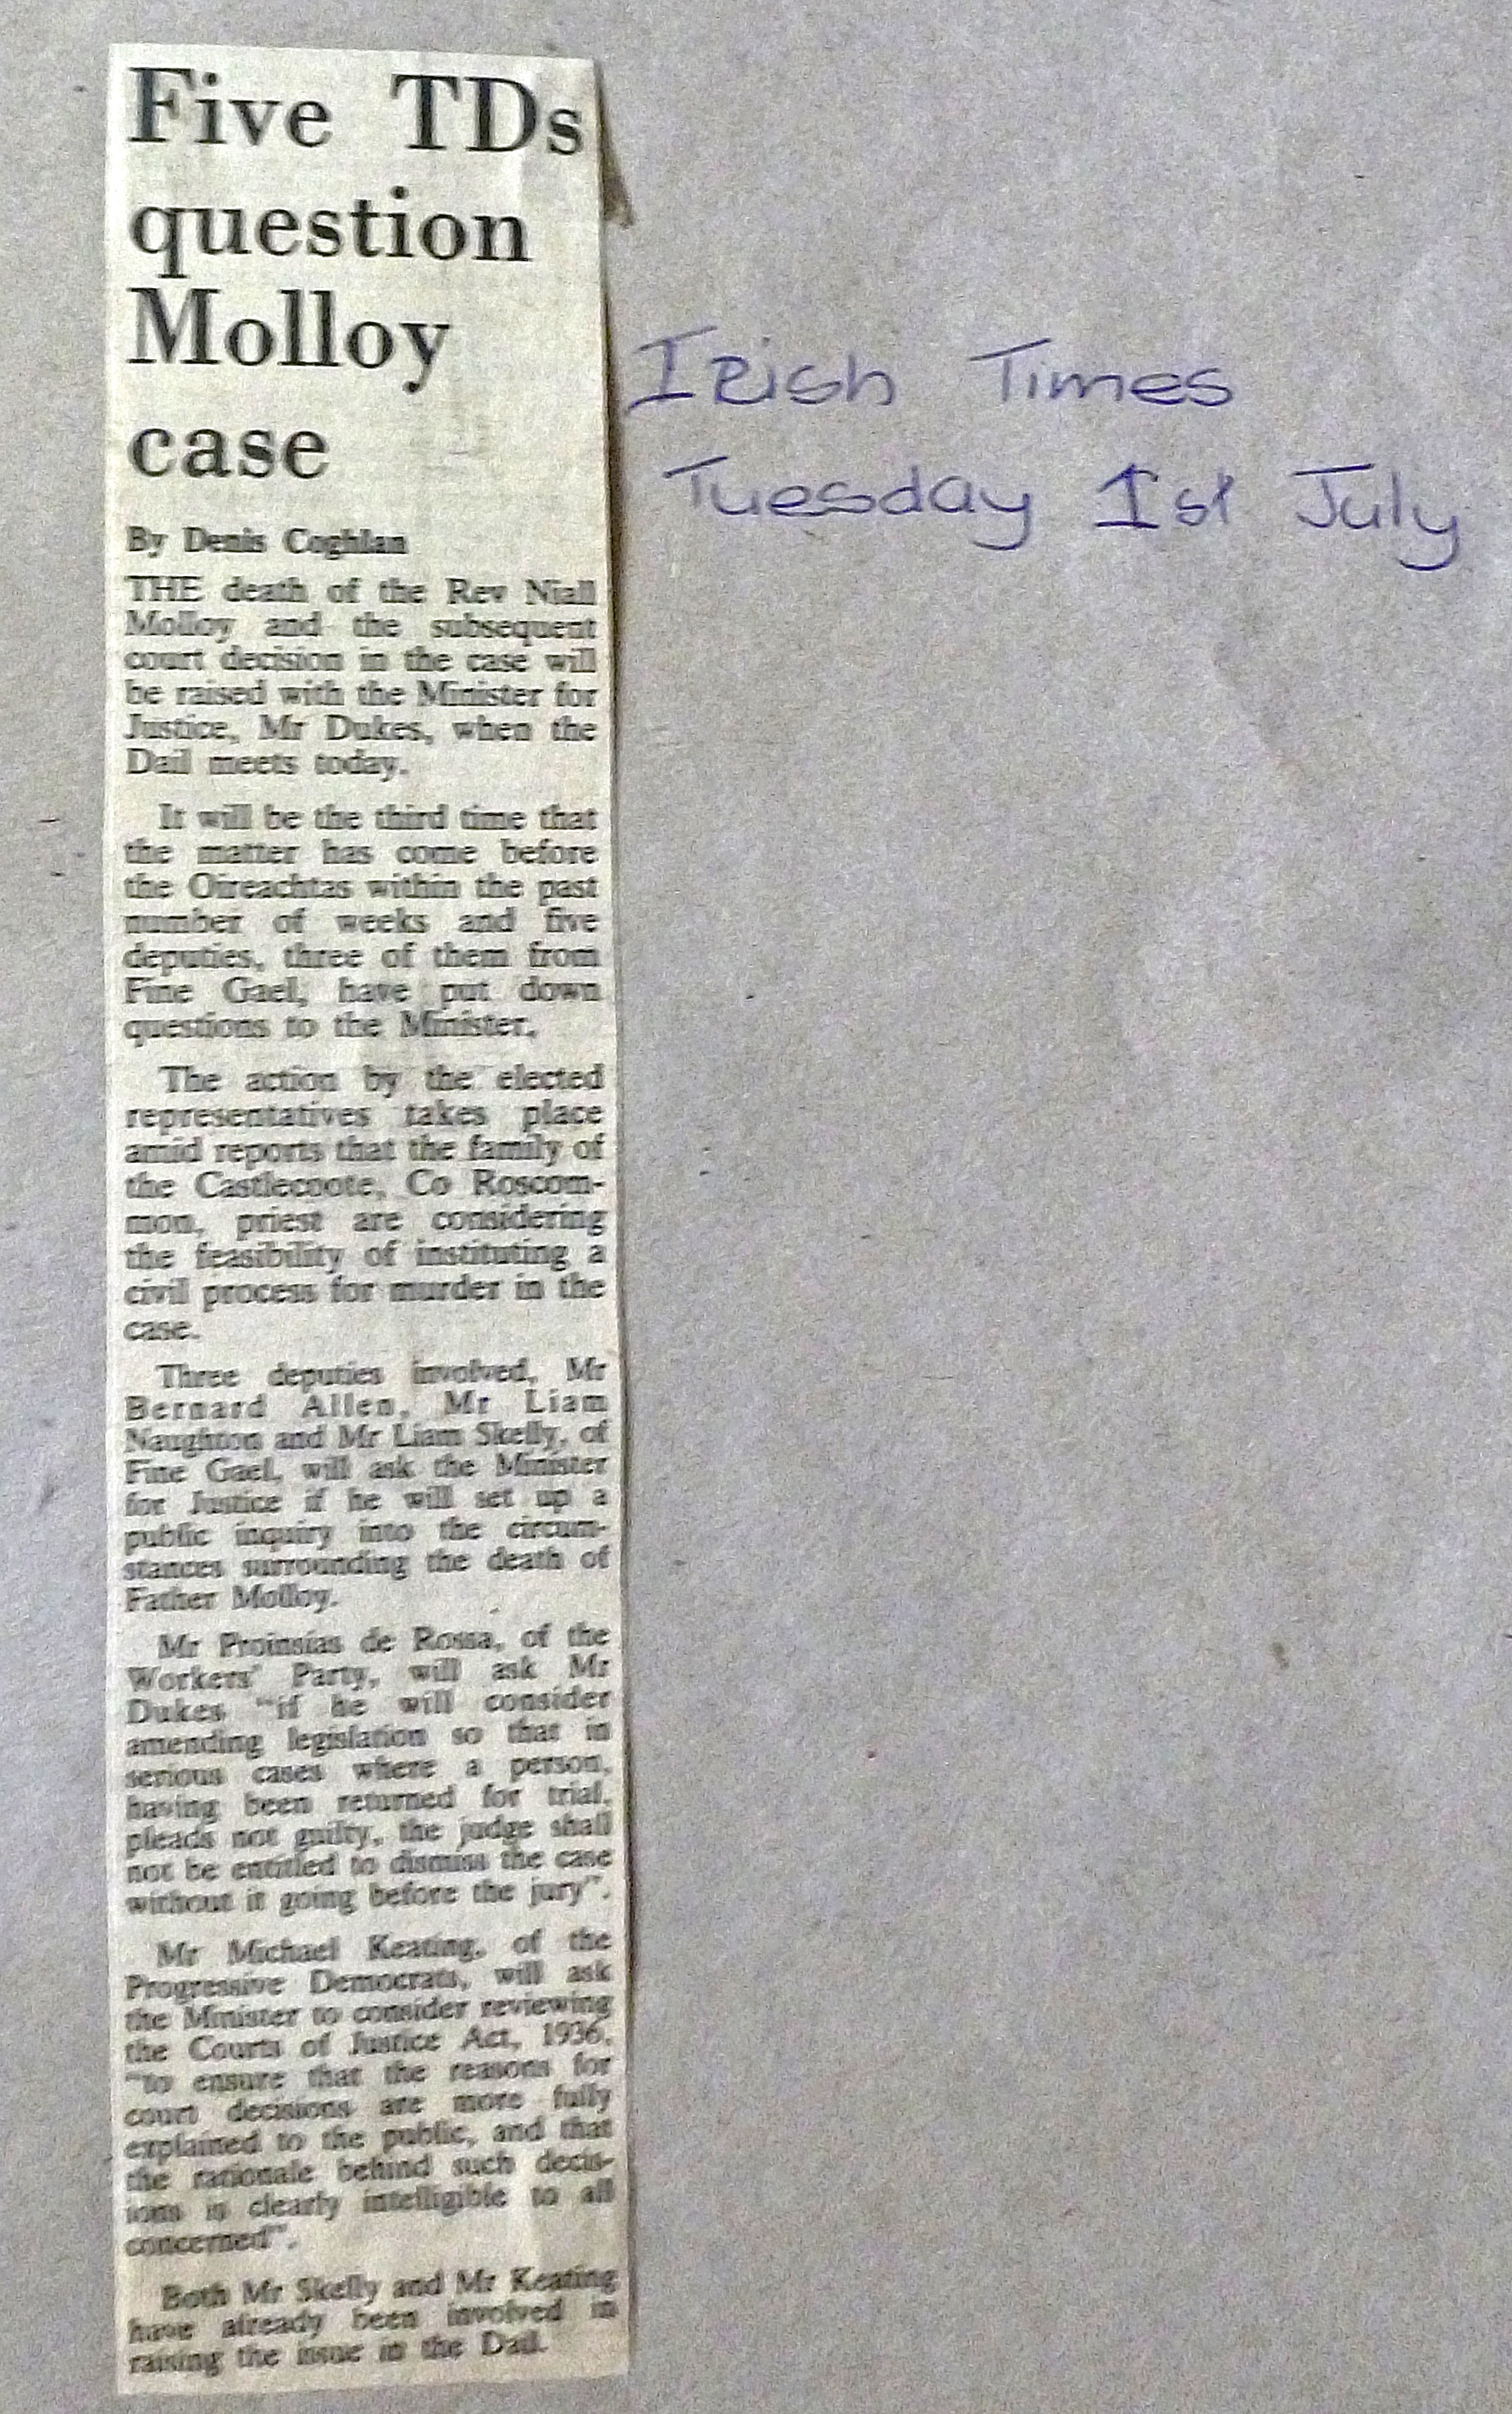 Five TDs
question
Molloy
case
By Denis Coghlan
THE death of the Rev Niall
Molloy and the subsequent
court decision in the case will
be raised with the Minister for
Justice, Mr Dukes, when the
Dail meets today.
It will be the third time that
the matter has come before
the Oireachtas within the past
number of weeks and five
deputies, three of them from
Fine Gael, have put down
questions to the Minister.
The action by the elected
representatives takes place
amid reports that the family of
the Castlecoote, Co Roscom-
mon, priest are considering
the feasibility of instituting a
civil process for murder in the
case.
Three deputies involved, Mr
Bernard Allen, Mr Liam
Naughton and Mr Liam Skelly, of
Fine Gael, will ask the Minister
for Justice if he will set up a
public inquiry into the circum-
stances surrounding the death of
Father Molloy.
Mr Proinsias de Rossa, of the
Workers' Party, will ask Mr
Dukes "if he will consider
amending legislation so that in
serious cases where a person,
having been returned for trial,
pleads not guilty, the judge shall
not be entitled to dismiss the case
without it going before the jury".
Mr Michael Keating, of the
Progressive Democrats, will ask
the Minister to consider reviewing
the Courts of Justice Act, 1936,
"to ensure that the reasons for
court decisions are more fully
explained to the public, and that
the rationale behind such decis-
ions is clearly intelligible to all
concerned".
Both Mr Skelly and Mr Keating
have already been involved in
raising the issue in the Dail.
Irish Times
Tuesday 1st July